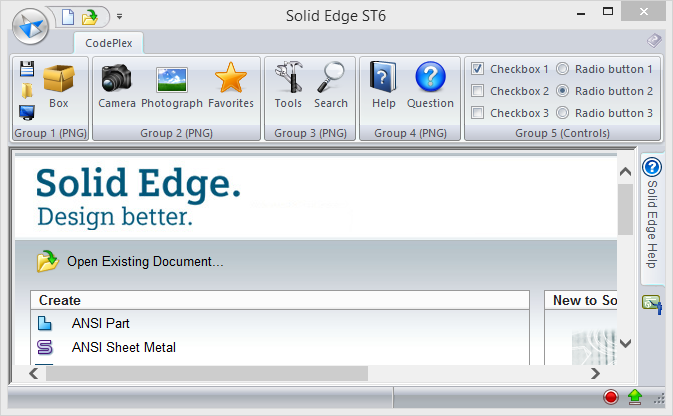 Solid Edge ST6
CodePlex
Box
Camera Photograph Favorites
Tools Search
Help Question
Checkbox 1 Radio button 1
Checkbox 2 Radio button 2
Checkbox 3 Radio button 3
Group 1 (PNG) Group 2 (PNG) Group 3 (PNG) Group 4 (PNG) Group 5 (Controls)
Solid Edge.
Design better.
Open Existing Document...
Create
ANSI Part
ANSI Sheet Metal
New to So
Solid Edge Help